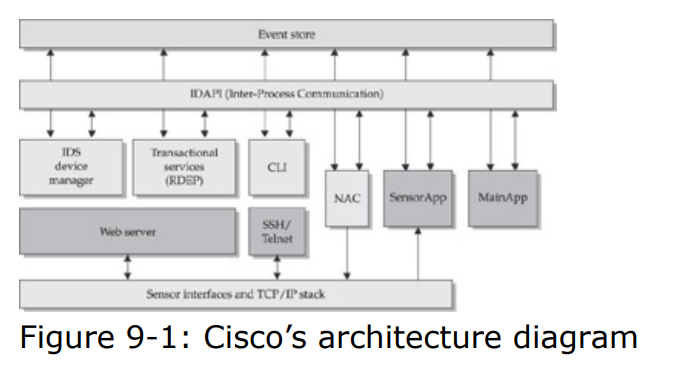 Event store
IDAPI (Inter-Process Communication)
IDS
device
manager
Transactional
services
(RDEP)
CLI
NAC
SensorApp
MainApp
Web server
SSH/
Telnet
Sensor interfaces and TCP/IP stack
Figure 9-1: Cisco’s architecture diagram